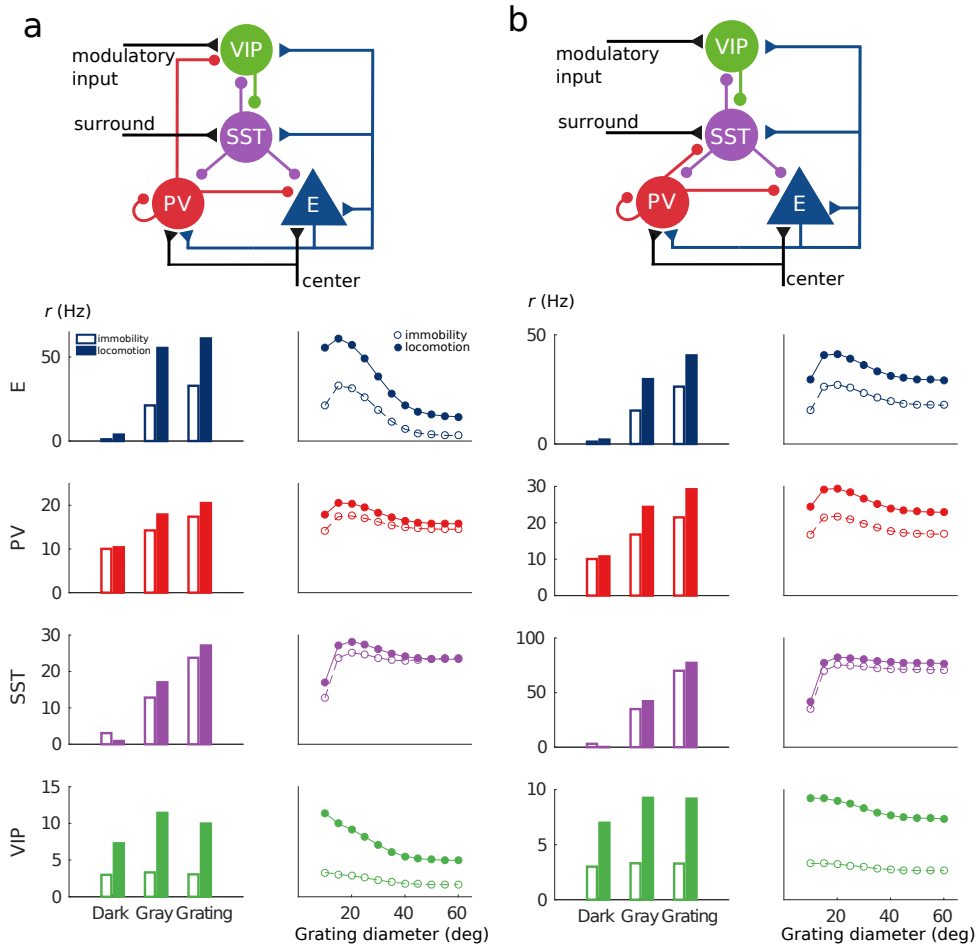 a
VIP
modulatory
input
surround
SST
PV
E
center
b
VIP
modulatory
input
surround
SST
PV
E
center
r (Hz)
E
50
0
immobility
locomotion
immobility
locomotion
PV
20
10
0
SST
30
20
10
0
VIP
15
10
5
0
Dark Gray Grating
20 40 60
Grating diameter (deg)
r (Hz)
50
0
immobility
locomotion
30
20
10
0
100
50
0
10
5
0
Dark Gray Grating
20 40 60
Grating diameter (deg)